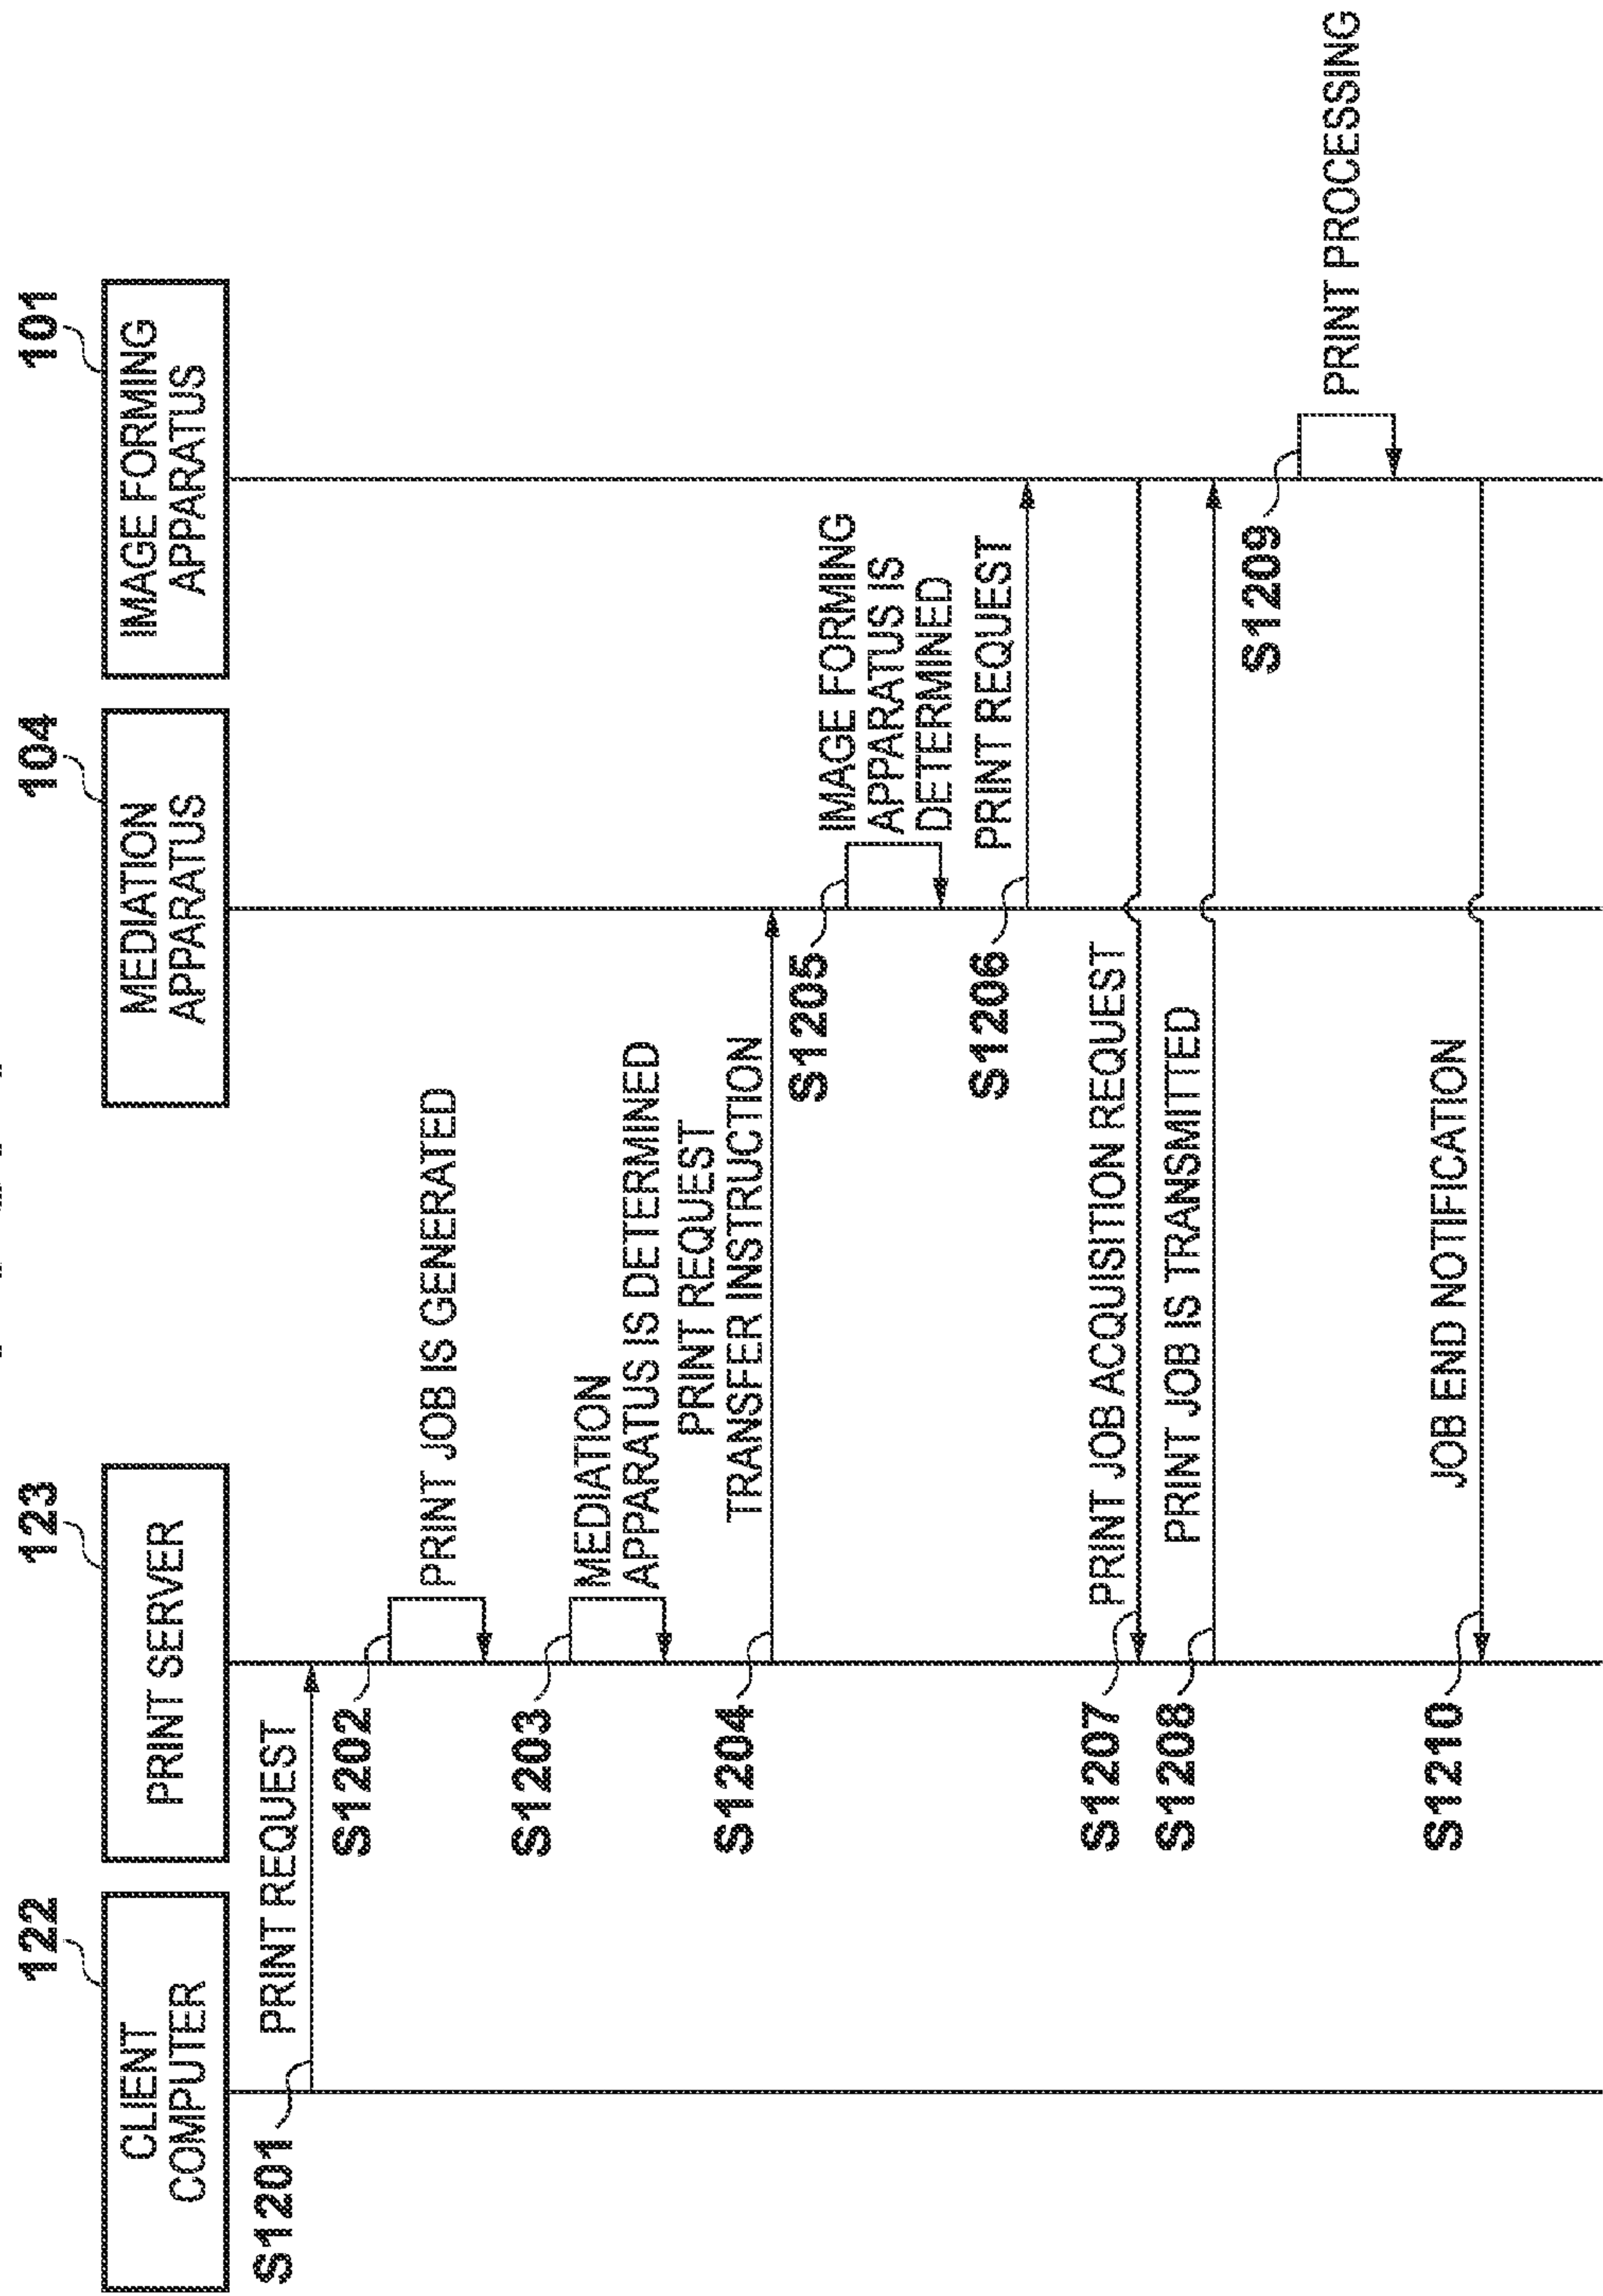 122
CLIENT
COMPUTER
123
PRINT SERVER
104
MEDIATION
APPARATUS
101
IMAGE FORMING
APPARATUS
S1201
PRINT REQUEST
S1202
PRINT JOB IS GENERATED
S1203
MEDIATION
APPARATUS IS DETERMINED
S1204
PRINT REQUEST
TRANSFER INSTRUCTION
S1205
IMAGE FORMING
APPARATUS IS
DETERMINED
S1206
PRINT REQUEST
S1207
PRINT JOB ACQUISITION REQUEST
S1208
PRINT JOB IS TRANSMITTED
S1209
PRINT PROCESSING
S1210
JOB END NOTIFICATION